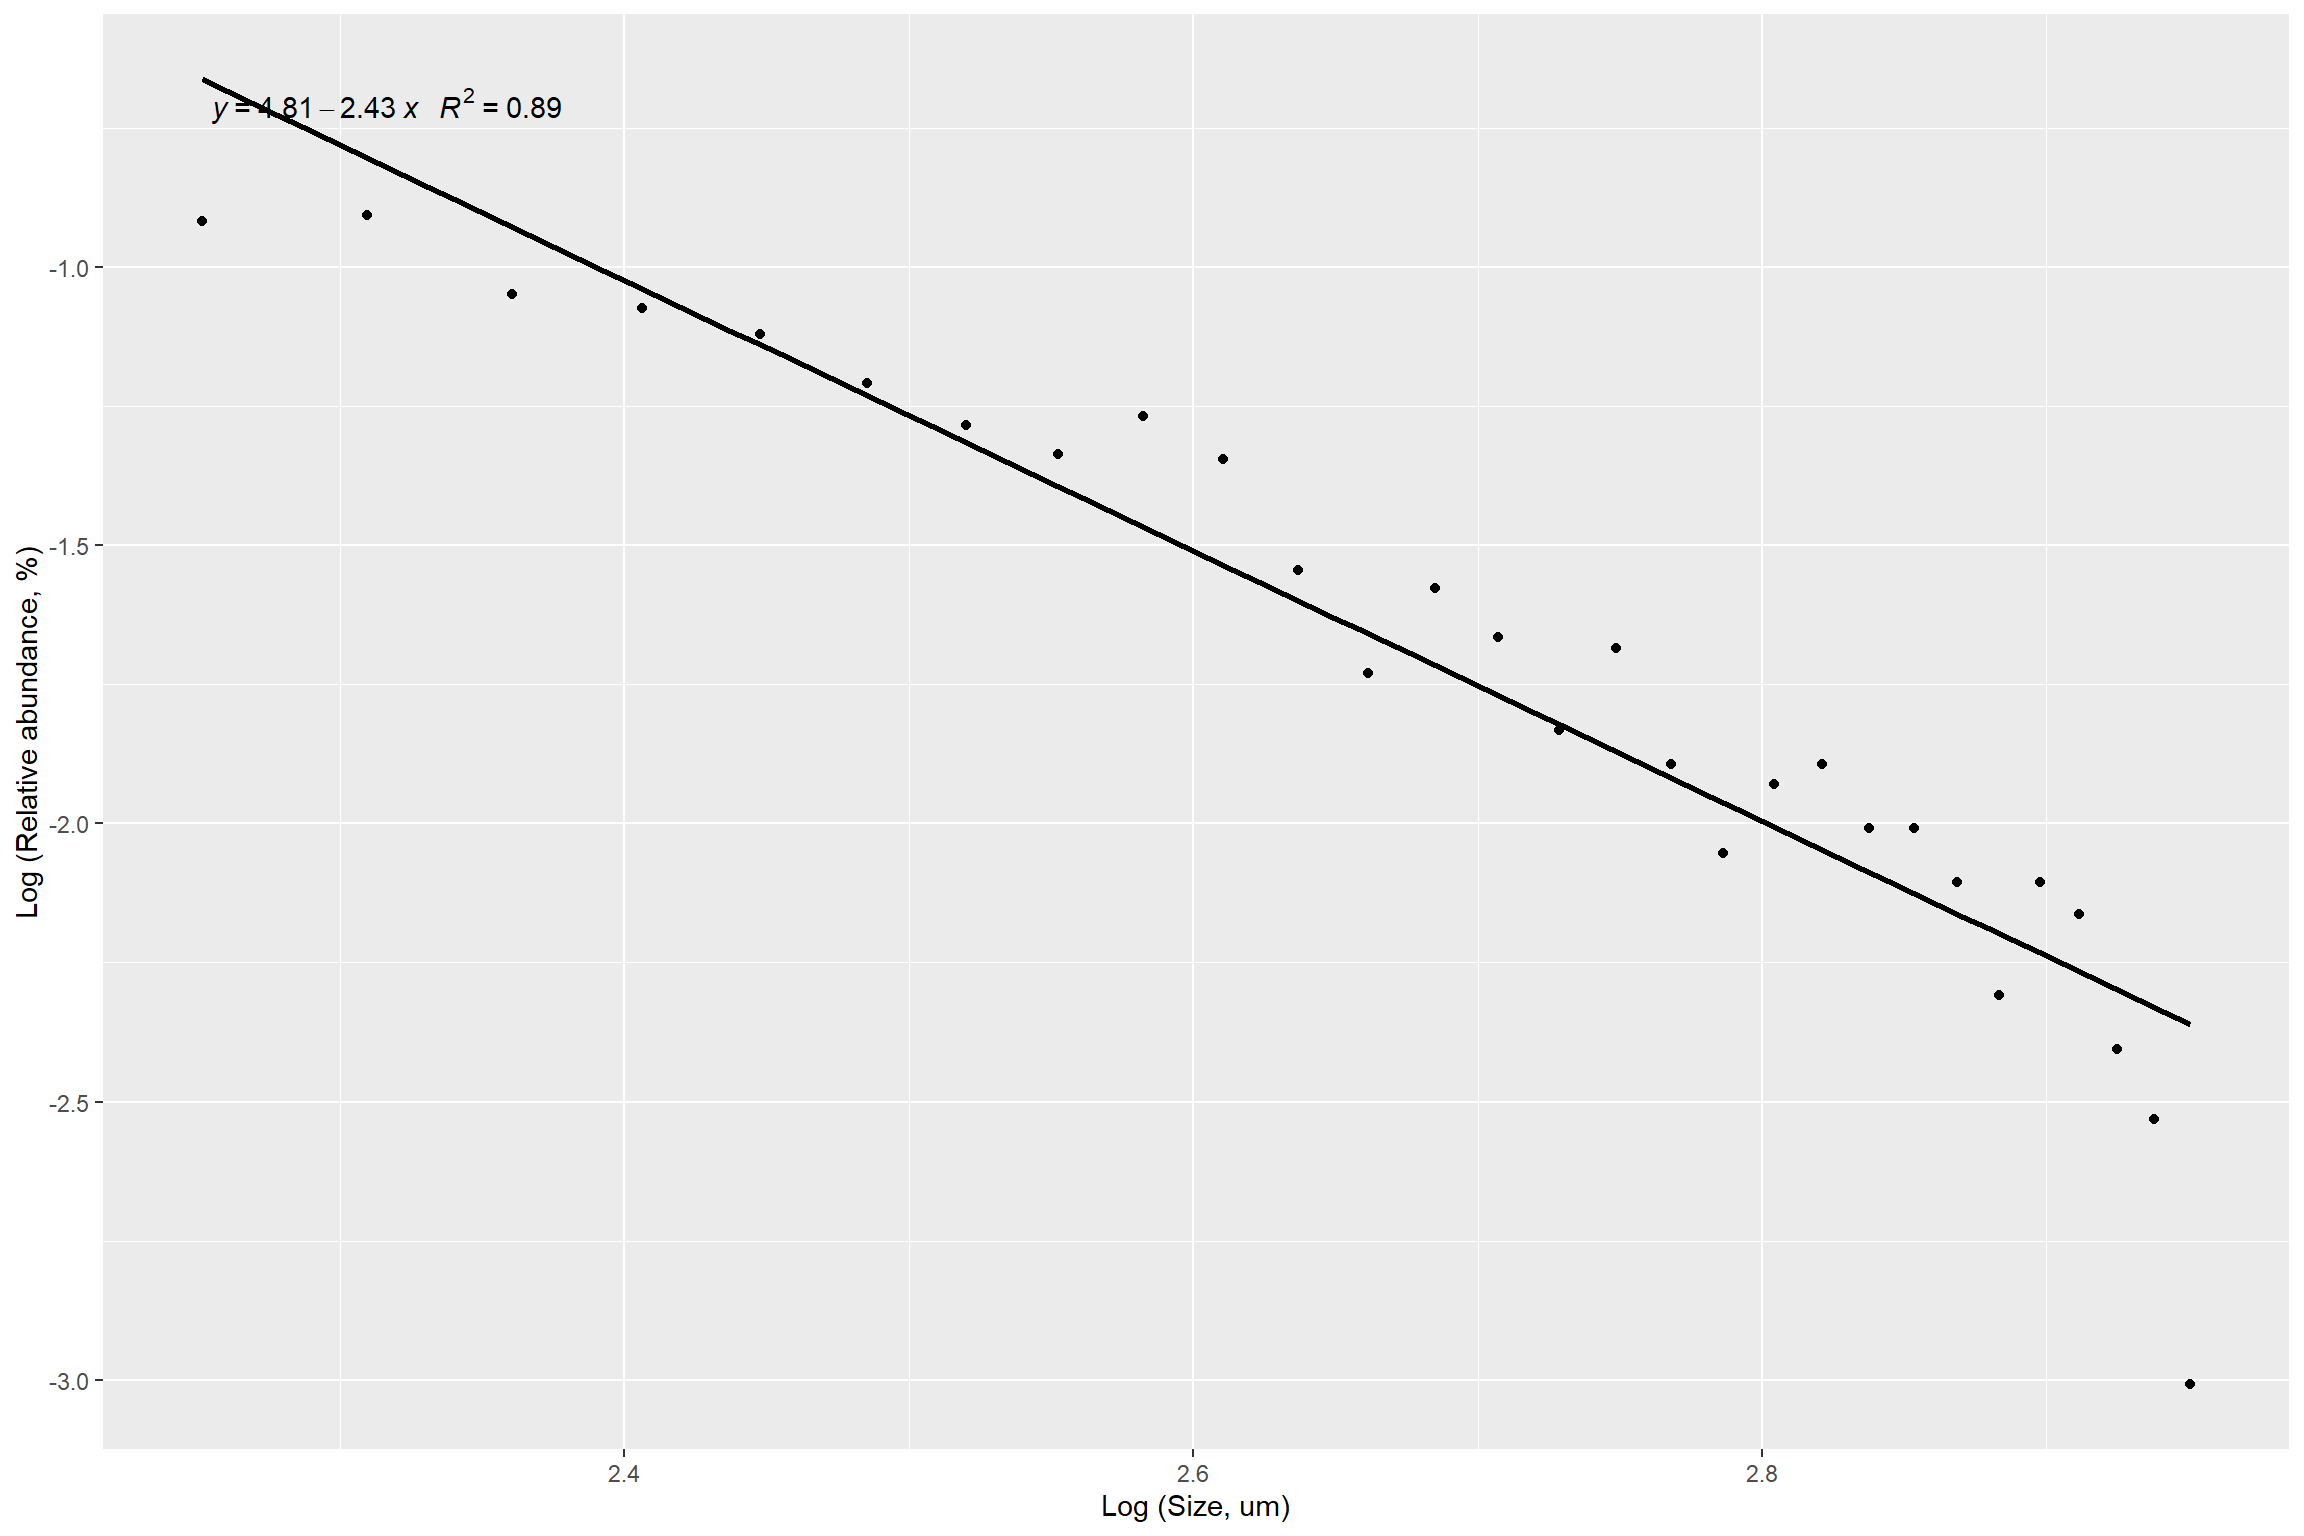 y = 4.81 − 2.43 x R² = 0.89
-1.0
-1.5
-2.0
-2.5
-3.0
Log (Relative abundance, %)
2.4 2.6 2.8
Log (Size, um)